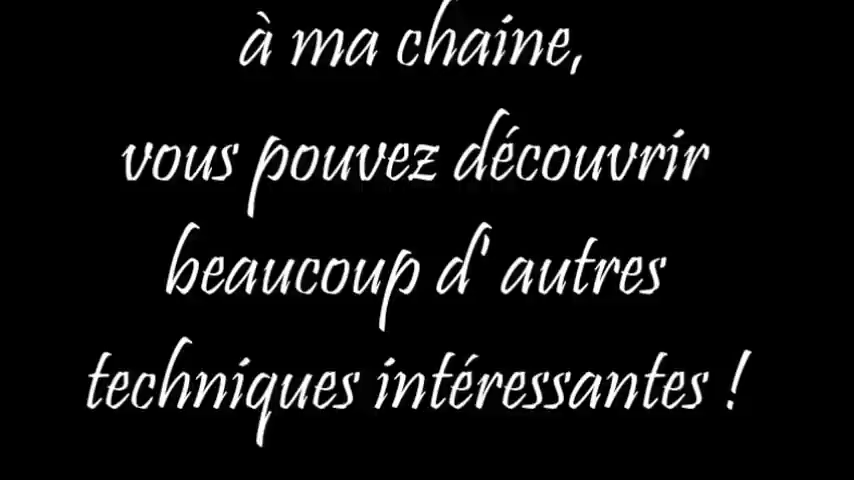 à ma chaine,
vous pouvez découvrir
beaucoup d' autres
techniques intéressantes !